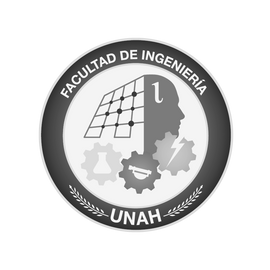 FACULTAD DE INGENIERÍA
UNAH